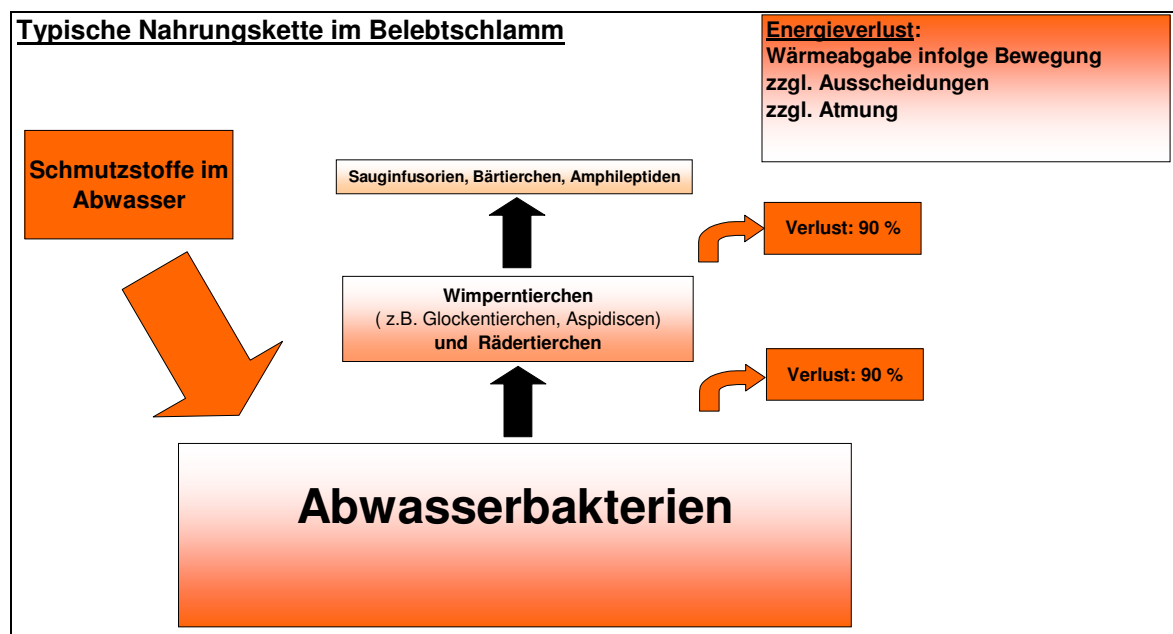 Typische Nahrungskette im Belebtschlamm
Energieverlust:
Wärmeabgabe infolge Bewegung
zzgl. Ausscheidungen
zzgl. Atmung
Schmutzstoffe im
Abwasser
Sauginfusorien, Bärtierchen, Amphileptiden
Verlust: 90 %
Wimperntierchen
( z.B. Glockentierchen, Aspidiscen)
und Rädertierchen
Verlust: 90 %
Abwasserbakterien